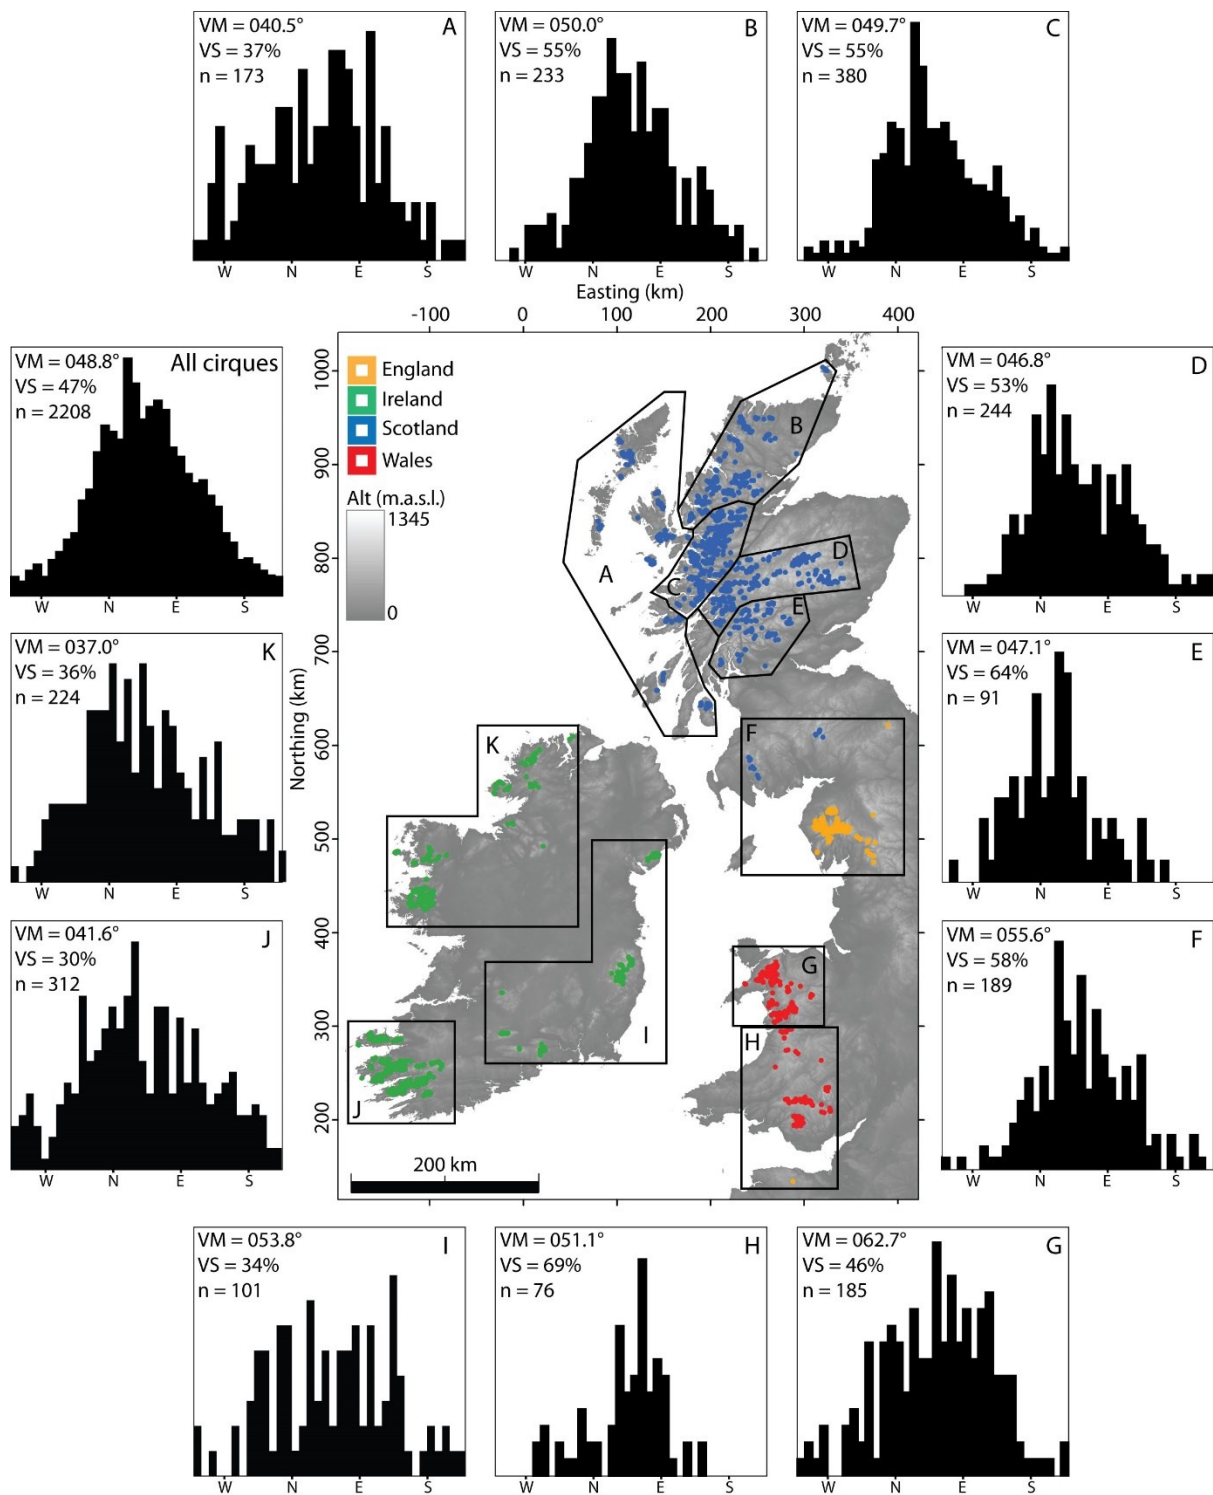 VM = 040.5°
VS = 37%
n = 173
A
W N E S
VM = 050.0°
VS = 55%
n = 233
B
W N E S
VM = 049.7°
VS = 55%
n = 380
C
W N E S
Easting (km)
-100 0 100 200 300 400
VM = 048.8°
VS = 47%
n = 2208
All cirques
W N E S
VM = 037.0°
VS = 36%
n = 224
K
W N E S
VM = 041.6°
VS = 30%
n = 312
J
W N E S
Northing (km)
1000
900
800
700
600
500
400
300
200
England
Ireland
Scotland
Wales
Alt (m.a.s.l.)
1345
0
A
B
C
D
E
F
K
G
I
H
J
200 km
VM = 046.8°
VS = 53%
n = 244
D
W N E S
VM = 047.1°
VS = 64%
n = 91
E
W N E S
VM = 055.6°
VS = 58%
n = 189
F
W N E S
VM = 053.8°
VS = 34%
n = 101
I
W N E S
VM = 051.1°
VS = 69%
n = 76
H
W N E S
VM = 062.7°
VS = 46%
n = 185
G
W N E S